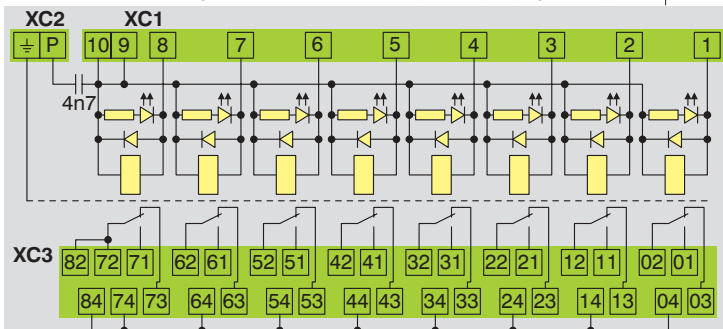 XC2 XC1
⏚ P 10 9 8 7 6 5 4 3 2 1
4n7
XC3 82 72 71 62 61 52 51 42 41 32 31 22 21 12 11 02 01
84 74 73 64 63 54 53 44 43 34 33 24 23 14 13 04 03